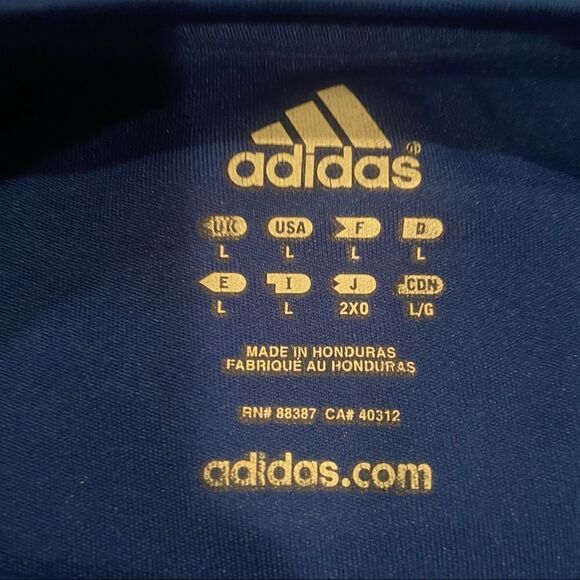 adidas®
UK USA F D
L L L L
E I J CDN
L L 2XO L/G
MADE IN HONDURAS
FABRIQUÉ AU HONDURAS
RN# 88387 CA# 40312
adidas.com